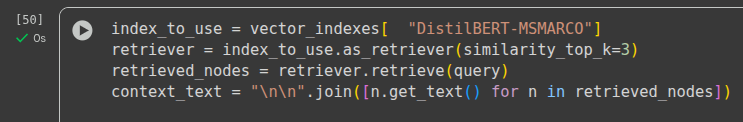 [50]
0s
index_to_use = vector_indexes[  "DistilBERT-MSMARCO"]
retriever = index_to_use.as_retriever(similarity_top_k=3)
retrieved_nodes = retriever.retrieve(query)
context_text = "\n\n".join([n.get_text() for n in retrieved_nodes])